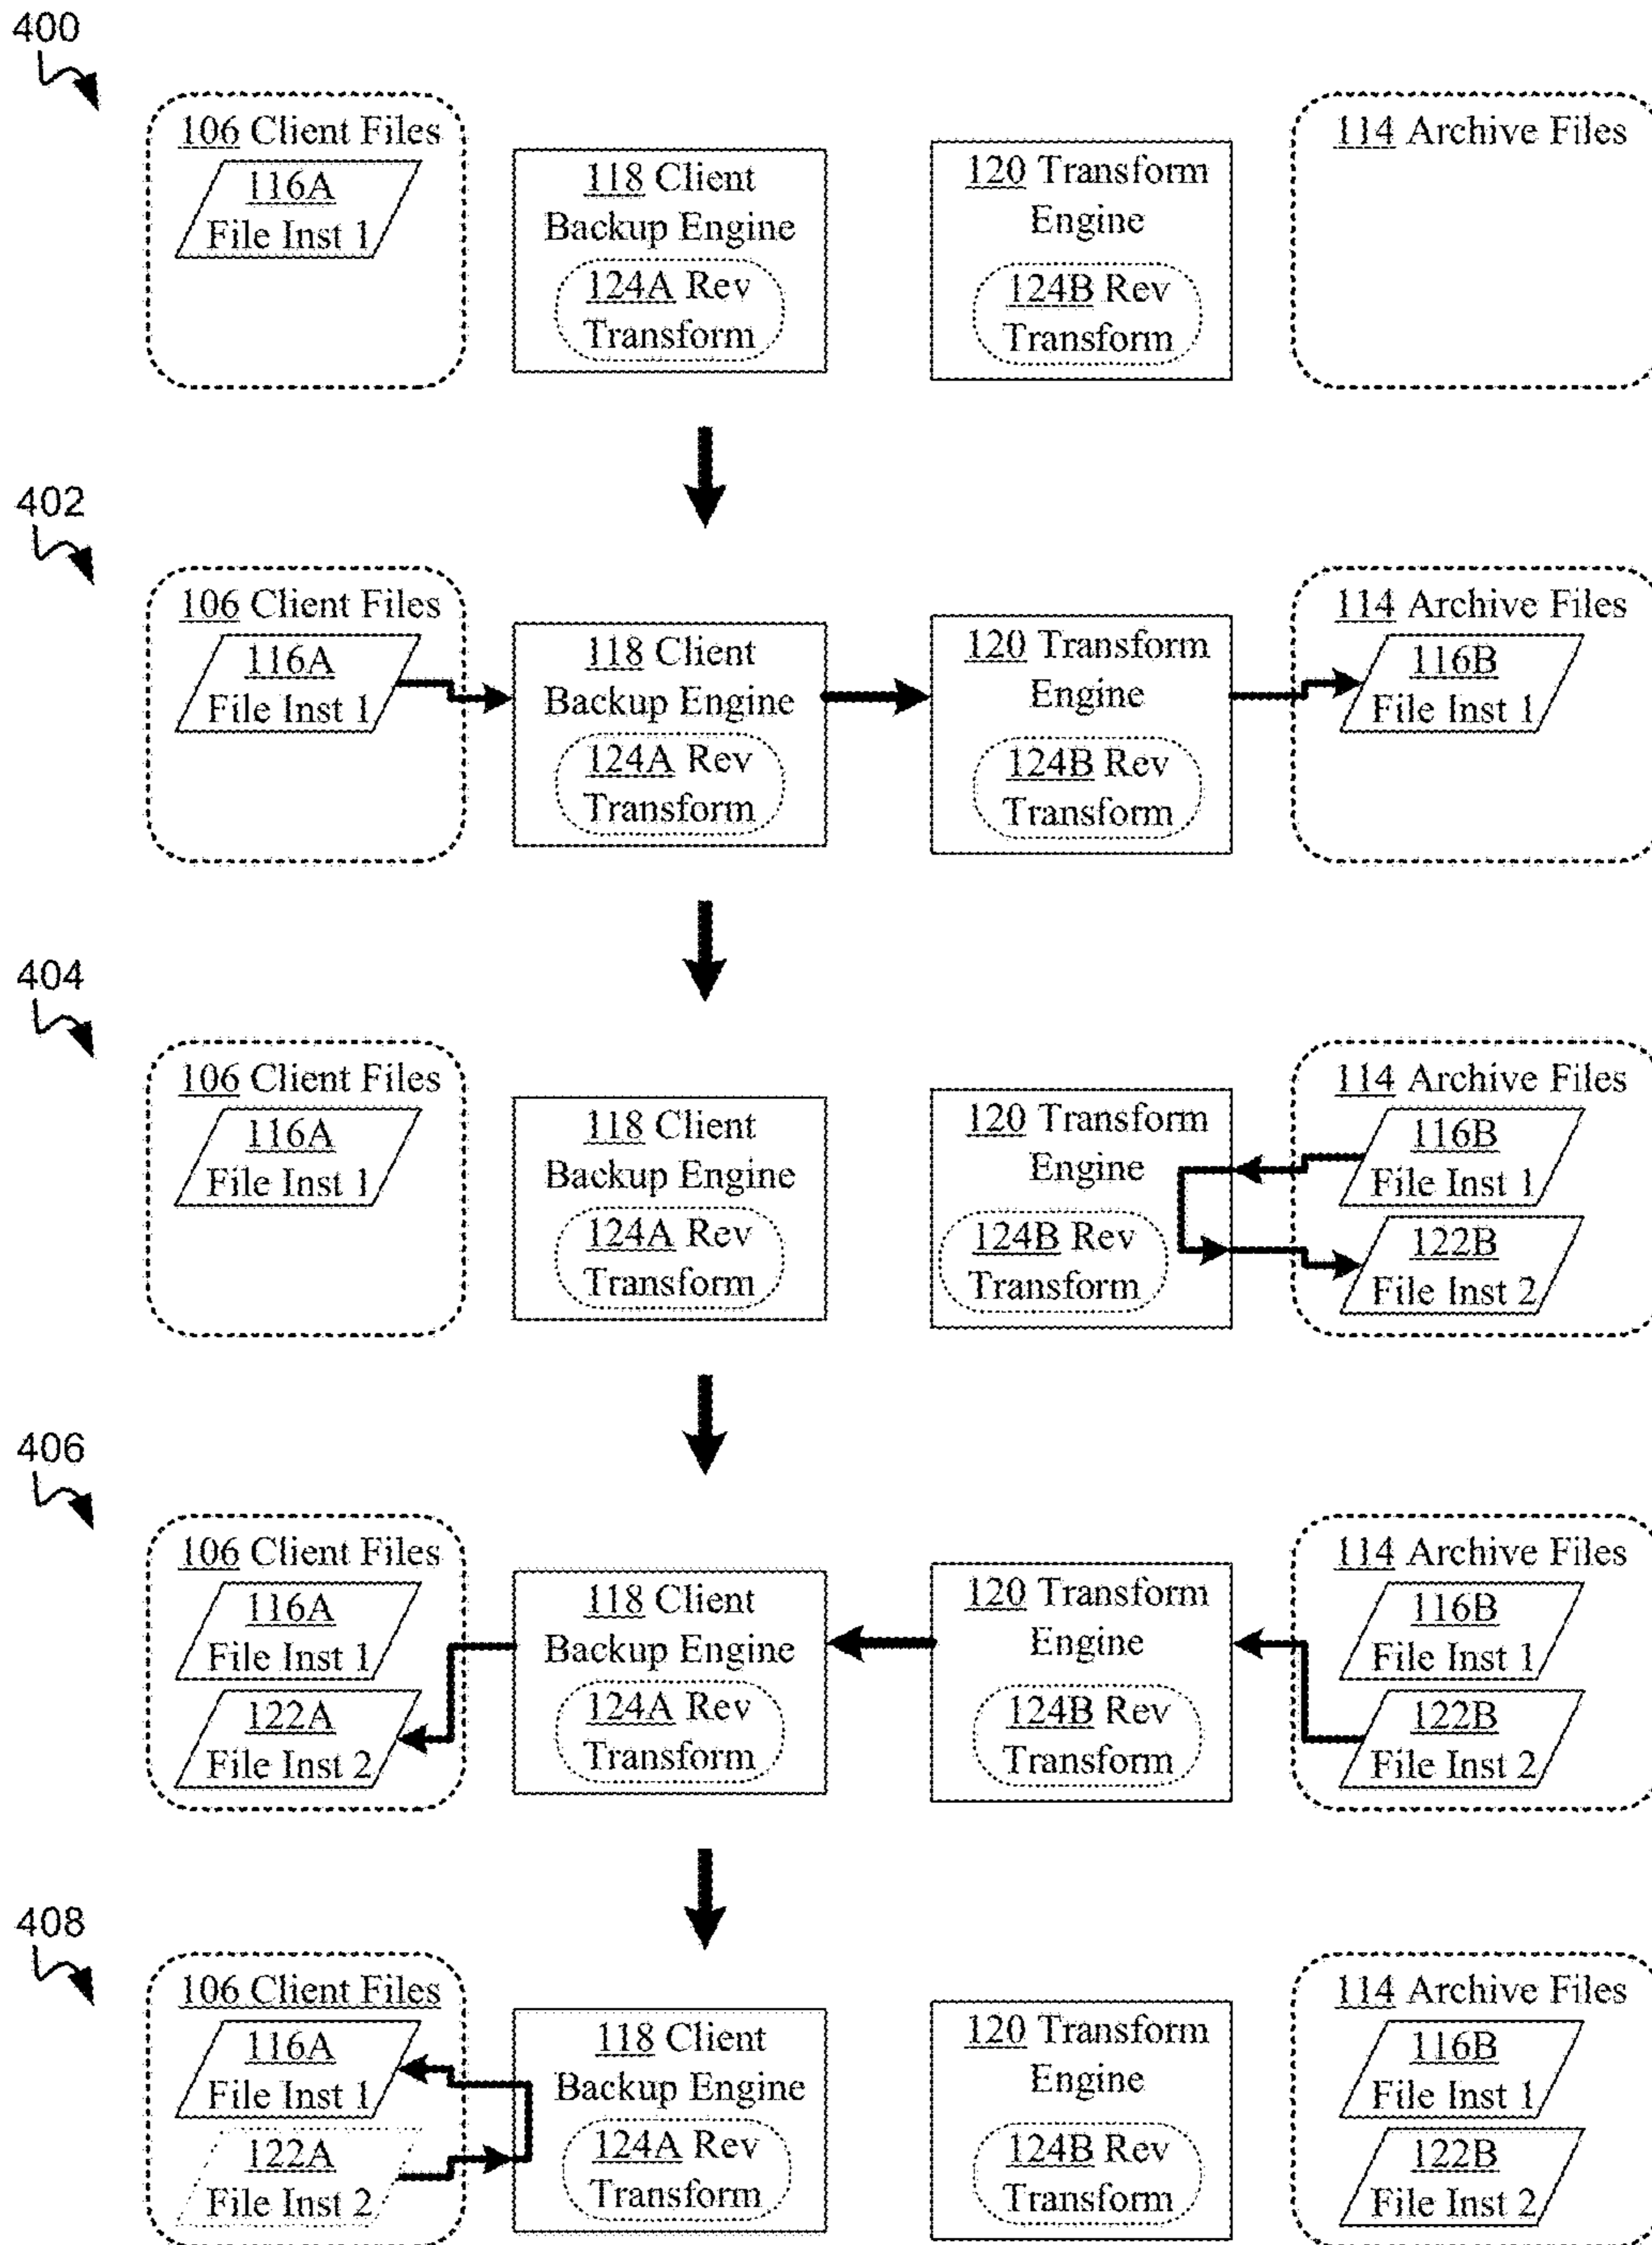 400
106 Client Files
116A
File Inst 1
118 Client
Backup Engine
124A Rev
Transform
120 Transform
Engine
124B Rev
Transform
114 Archive Files
402
106 Client Files
116A
File Inst 1
118 Client
Backup Engine
124A Rev
Transform
120 Transform
Engine
124B Rev
Transform
114 Archive Files
116B
File Inst 1
404
106 Client Files
116A
File Inst 1
118 Client
Backup Engine
124A Rev
Transform
120 Transform
Engine
124B Rev
Transform
114 Archive Files
116B
File Inst 1
122B
File Inst 2
406
106 Client Files
116A
File Inst 1
122A
File Inst 2
118 Client
Backup Engine
124A Rev
Transform
120 Transform
Engine
124B Rev
Transform
114 Archive Files
116B
File Inst 1
122B
File Inst 2
408
106 Client Files
116A
File Inst 1
122A
File Inst 2
118 Client
Backup Engine
124A Rev
Transform
120 Transform
Engine
124B Rev
Transform
114 Archive Files
116B
File Inst 1
122B
File Inst 2